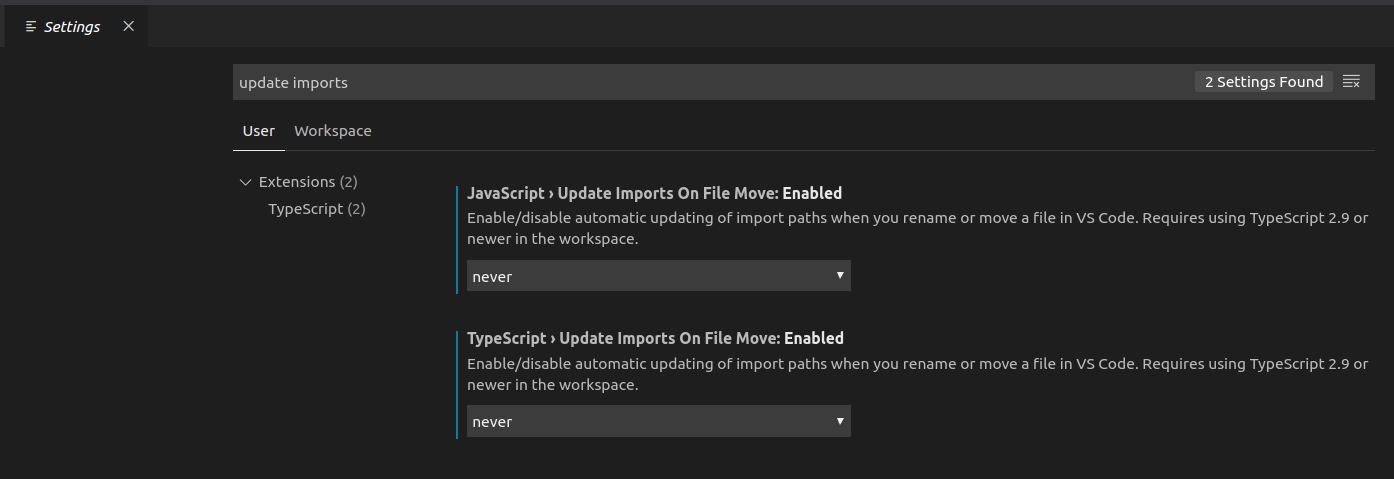 Settings
update imports
2 Settings Found
User Workspace
Extensions (2)
TypeScript (2)
JavaScript › Update Imports On File Move: Enabled
Enable/disable automatic updating of import paths when you rename or move a file in VS Code. Requires using TypeScript 2.9 or
newer in the workspace.
never
TypeScript › Update Imports On File Move: Enabled
Enable/disable automatic updating of import paths when you rename or move a file in VS Code. Requires using TypeScript 2.9 or
newer in the workspace.
never